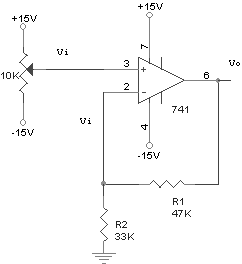 +15V +15V
7
Vi 3 + 6 Vo
10K
2 -
741
Vi 4
-15V -15V
R1
47K
R2
33K